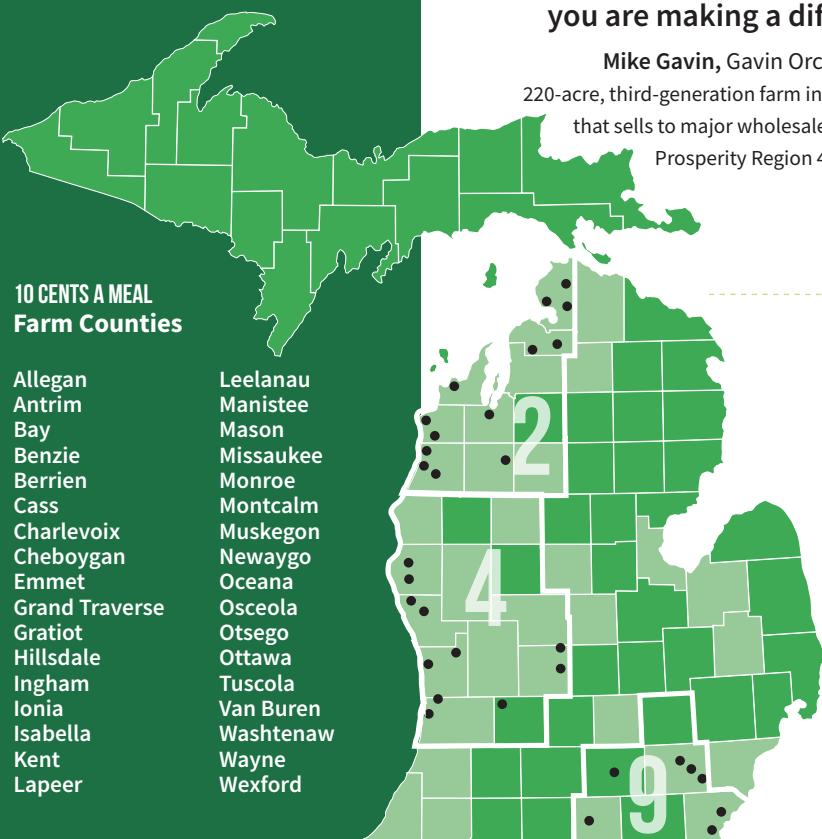 you are making a dif
Mike Gavin, Gavin Orc
220-acre, third-generation farm in
that sells to major wholesale
Prosperity Region 4
10 CENTS A MEAL
Farm Counties
Allegan
Antrim
Bay
Benzie
Berrien
Cass
Charlevoix
Cheboygan
Emmet
Grand Traverse
Gratiot
Hillsdale
Ingham
Ionia
Isabella
Kent
Lapeer
Leelanau
Manistee
Mason
Missaukee
Monroe
Montcalm
Muskegon
Newaygo
Oceana
Osceola
Otsego
Ottawa
Tuscola
Van Buren
Washtenaw
Wayne
Wexford
2
4
9